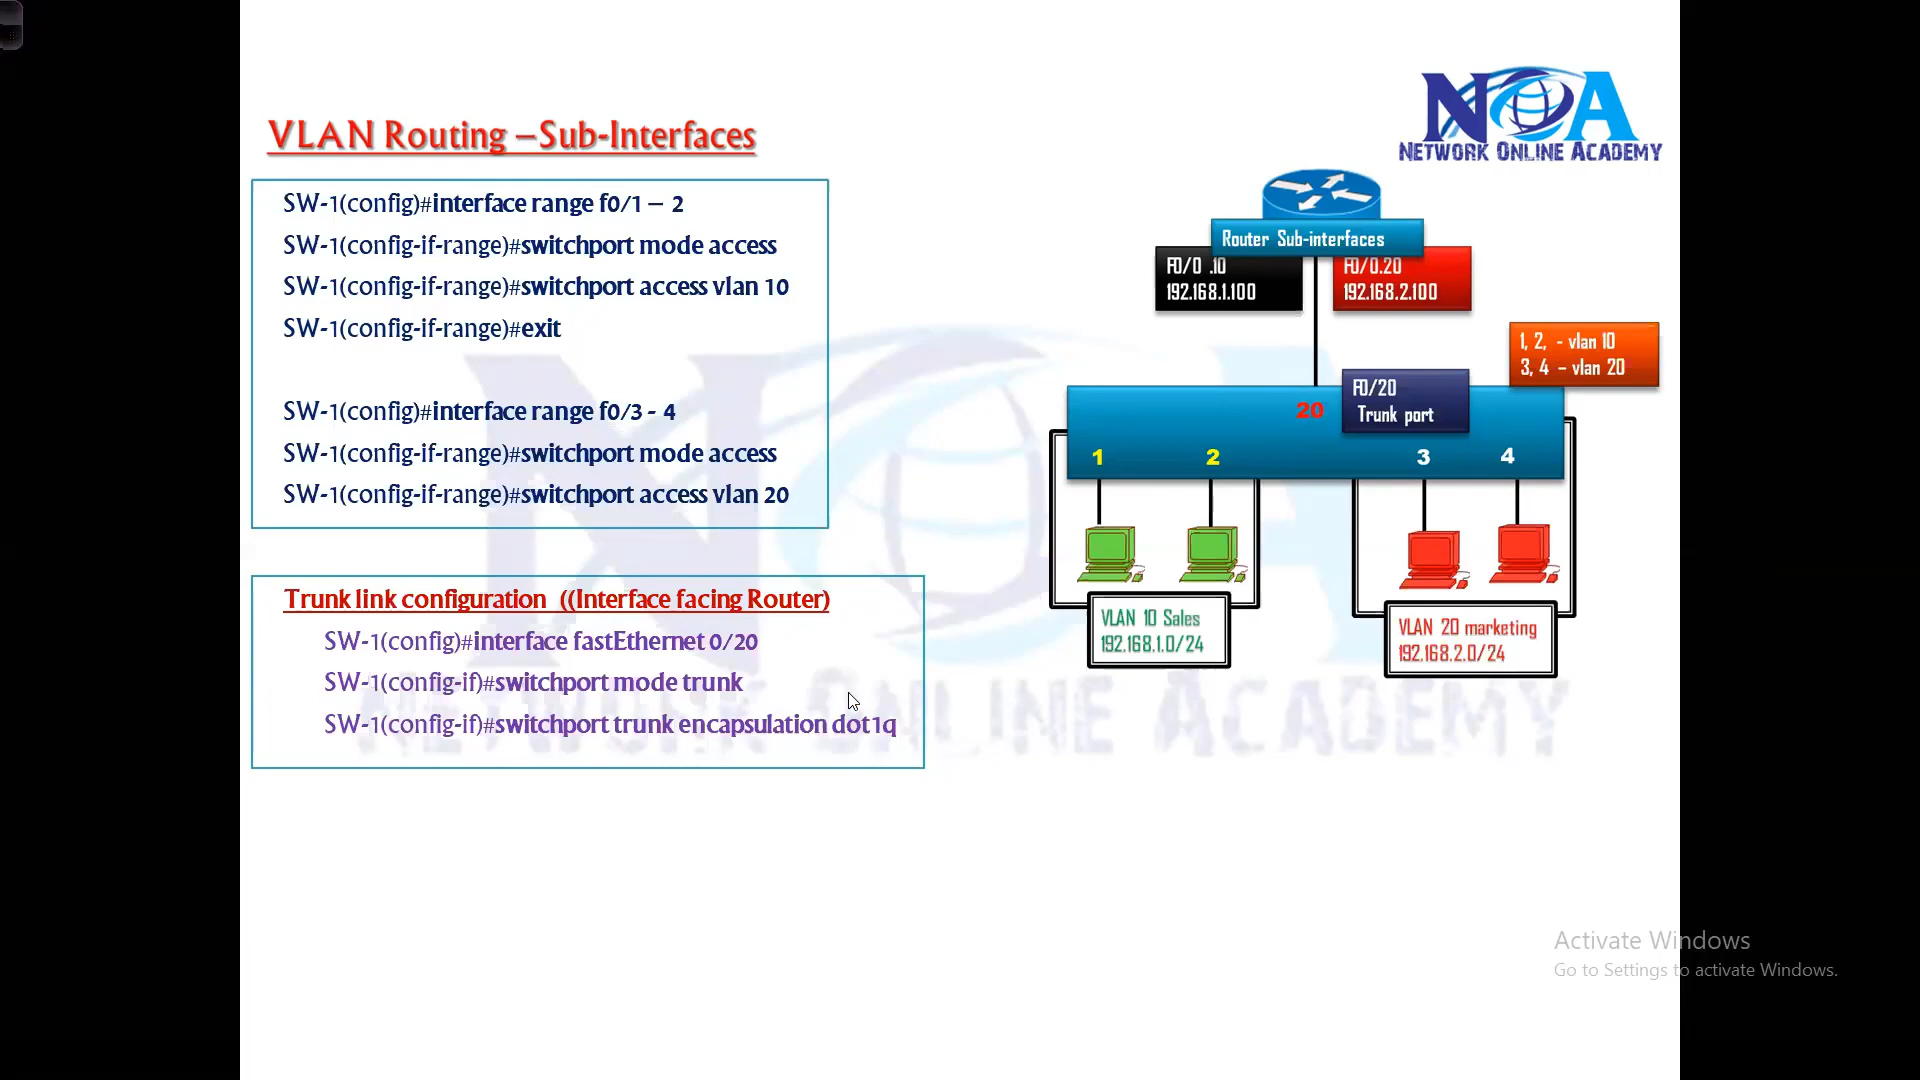 NOA
NETWORK ONLINE ACADEMY
VLAN Routing –Sub-Interfaces
SW-1(config)#interface range f0/1 – 2
SW-1(config-if-range)#switchport mode access
SW-1(config-if-range)#switchport access vlan 10
SW-1(config-if-range)#exit
SW-1(config)#interface range f0/3 - 4
SW-1(config-if-range)#switchport mode access
SW-1(config-if-range)#switchport access vlan 20
Trunk link configuration ((Interface facing Router)
SW-1(config)#interface fastEthernet 0/20
SW-1(config-if)#switchport mode trunk
SW-1(config-if)#switchport trunk encapsulation dot1q
Router Sub-interfaces
F0/0 .10
192.168.1.100
F0/0.20
192.168.2.100
1, 2, - vlan 10
3, 4 – vlan 20
F0/20
Trunk port
20
1
2
3
4
VLAN 10 Sales
192.168.1.0/24
VLAN 20 marketing
192.168.2.0/24
NOA
NETWORK ONLINE ACADEMY
Activate Windows
Go to Settings to activate Windows.